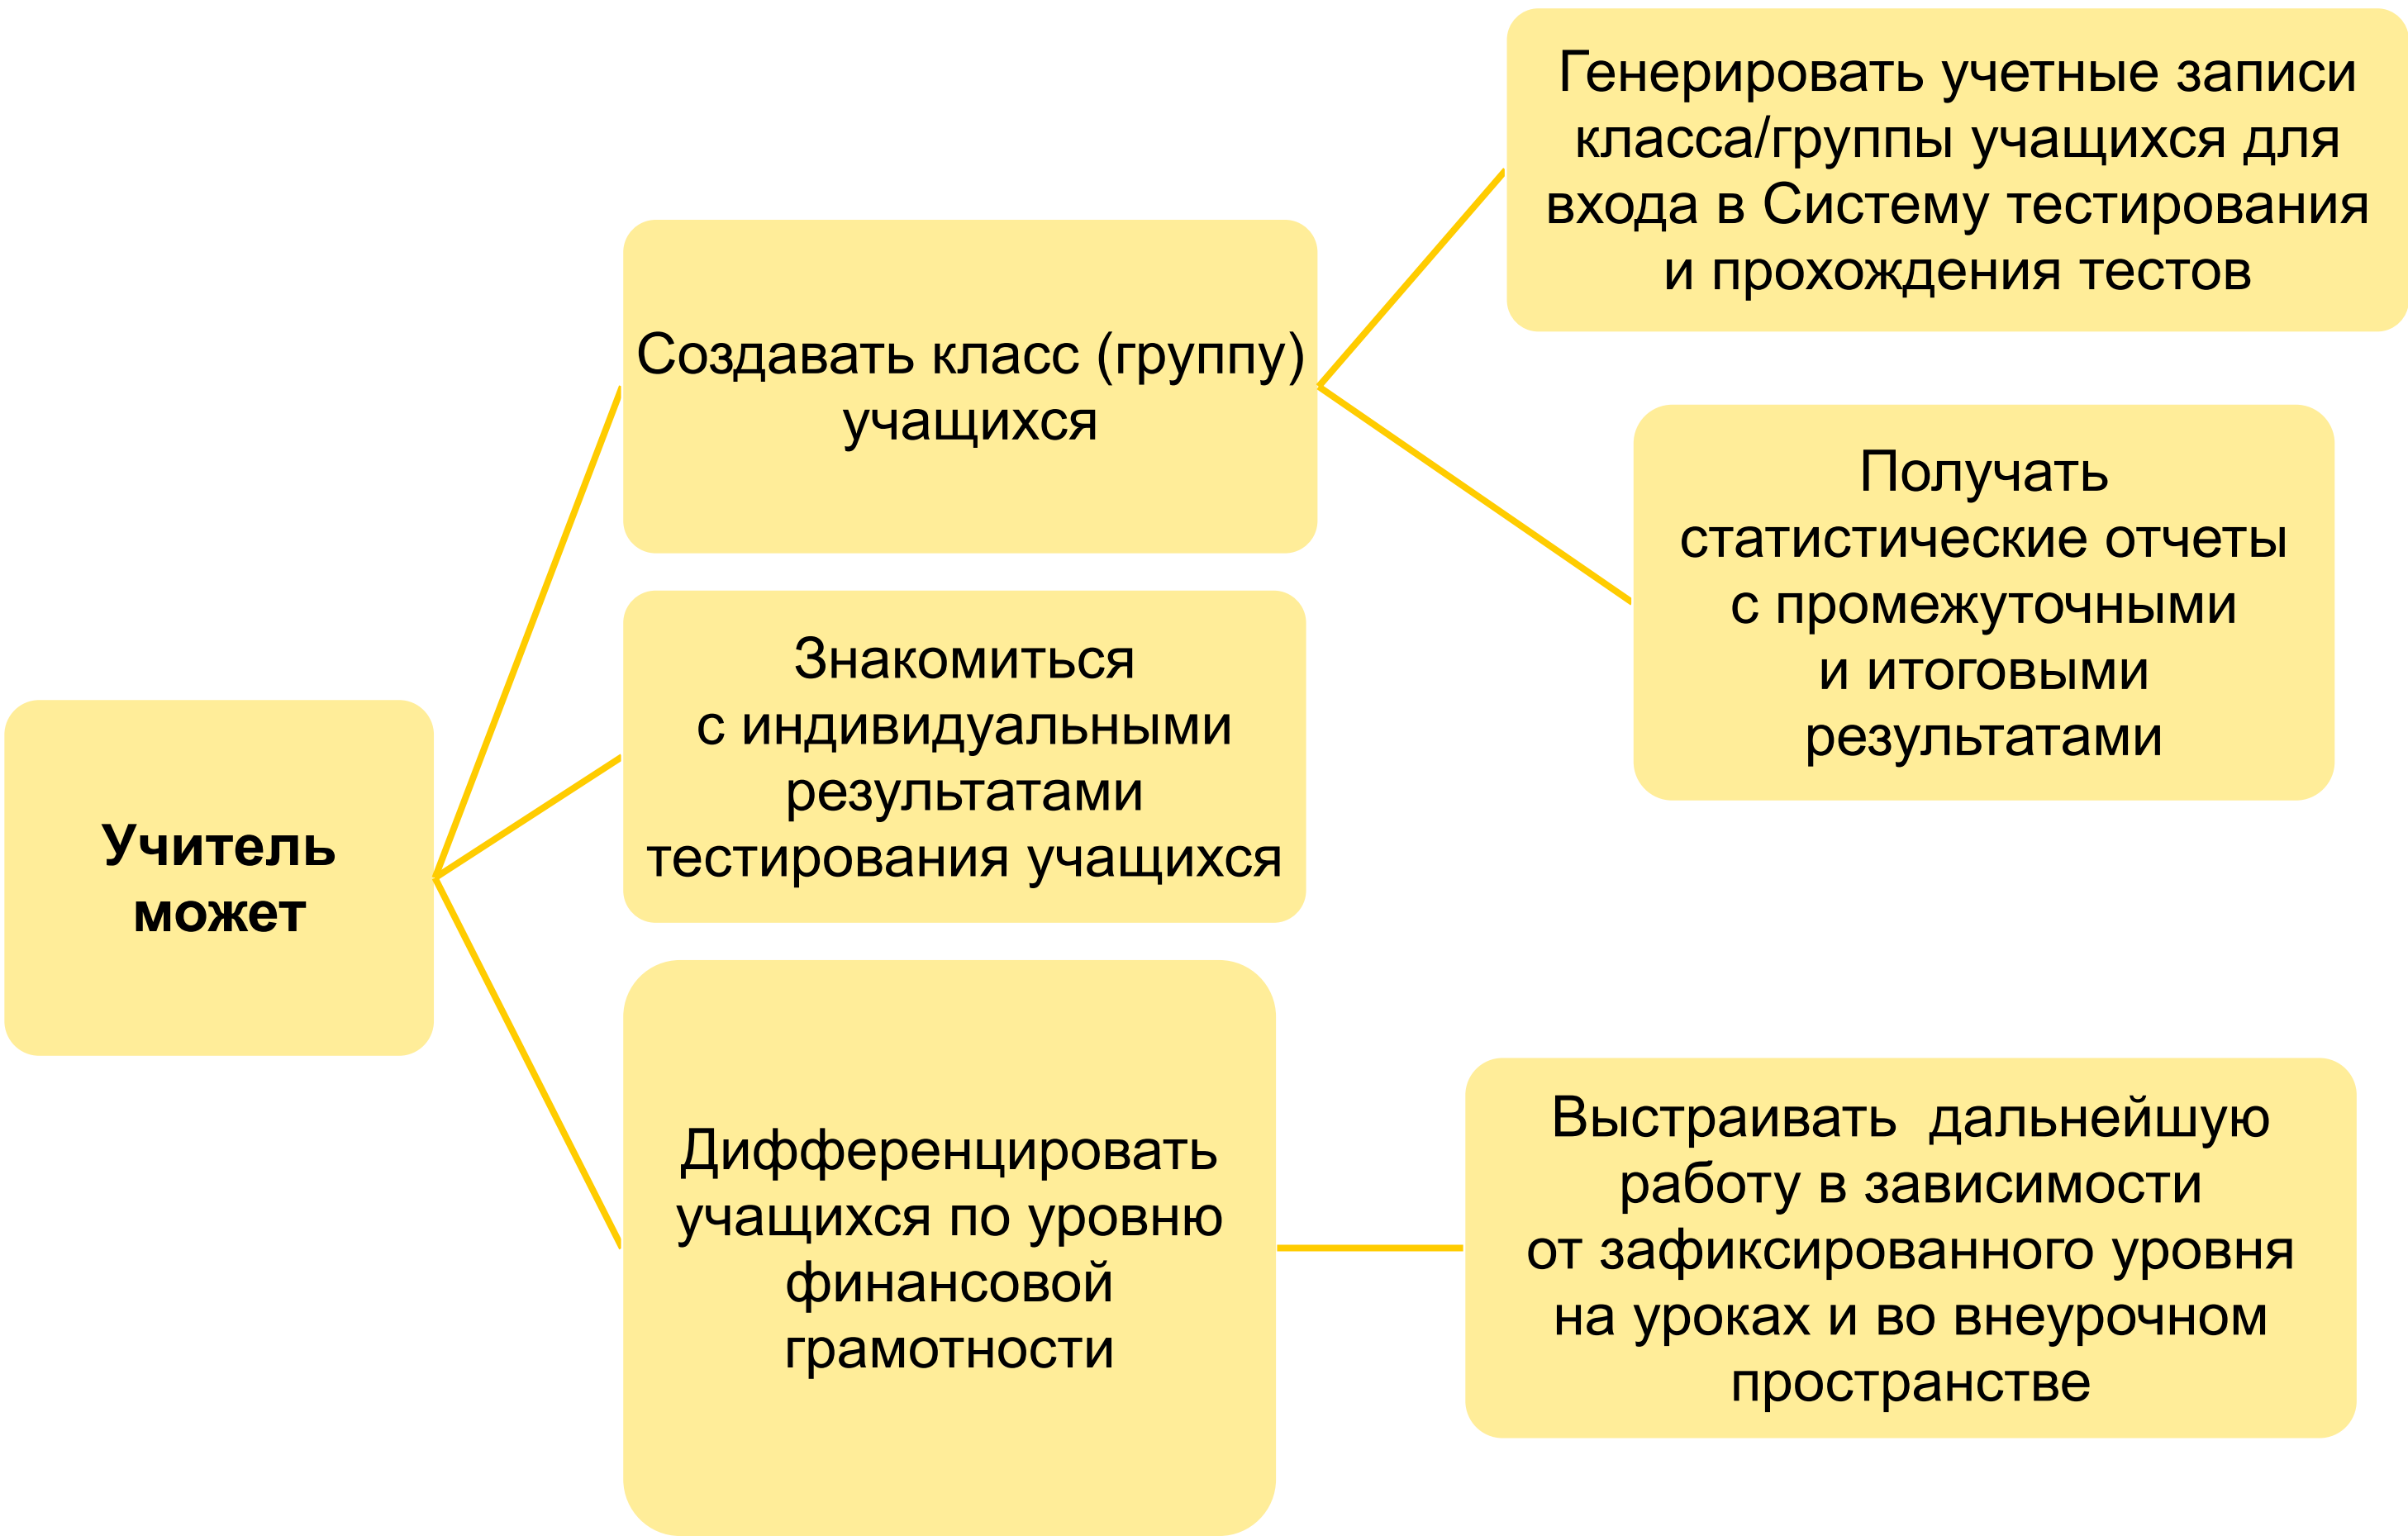 Учитель
может
Создавать класс (группу)
учащихся
Генерировать учетные записи
класса/группы учащихся для
входа в Систему тестирования
и прохождения тестов
Получать
статистические отчеты
с промежуточными
и итоговыми
результатами
Знакомиться
с индивидуальными
результатами
тестирования учащихся
Дифференцировать
учащихся по уровню
финансовой
грамотности
Выстраивать  дальнейшую
работу в зависимости
от зафиксированного уровня
на уроках и во внеурочном
пространстве